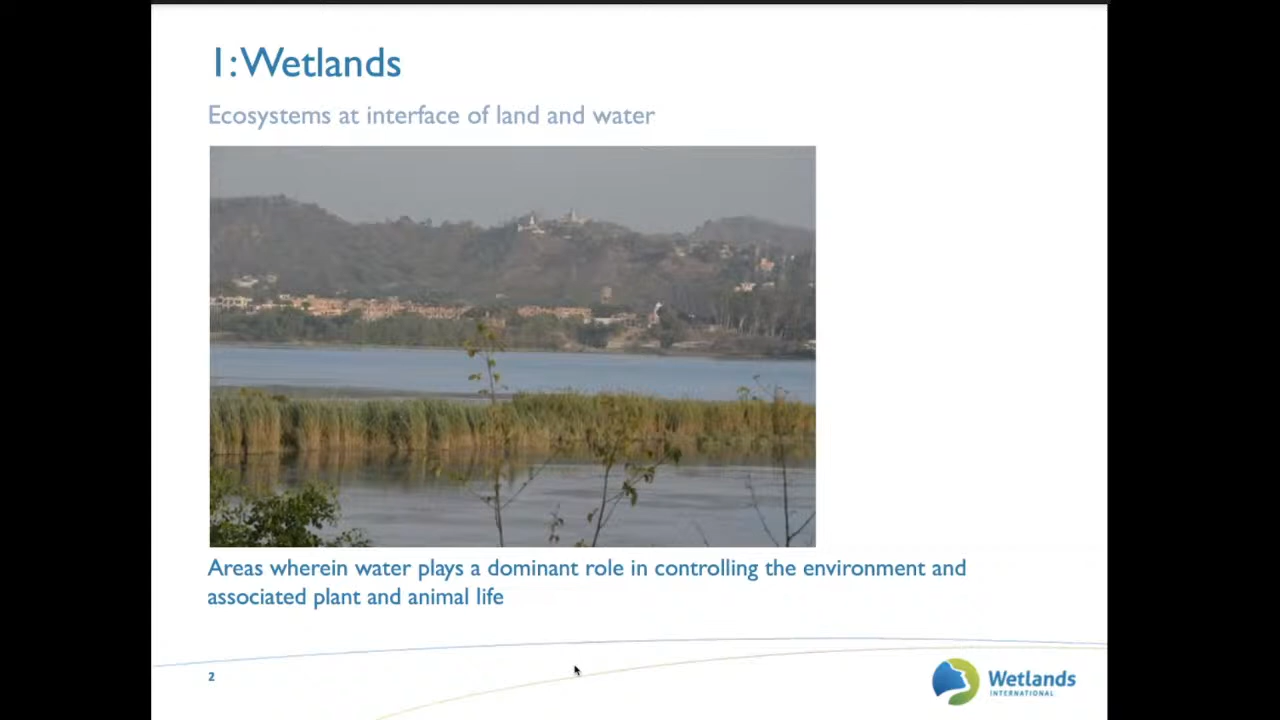 1: Wetlands
Ecosystems at interface of land and water
Areas wherein water plays a dominant role in controlling the environment and
associated plant and animal life
2
Wetlands
INTERNATIONAL